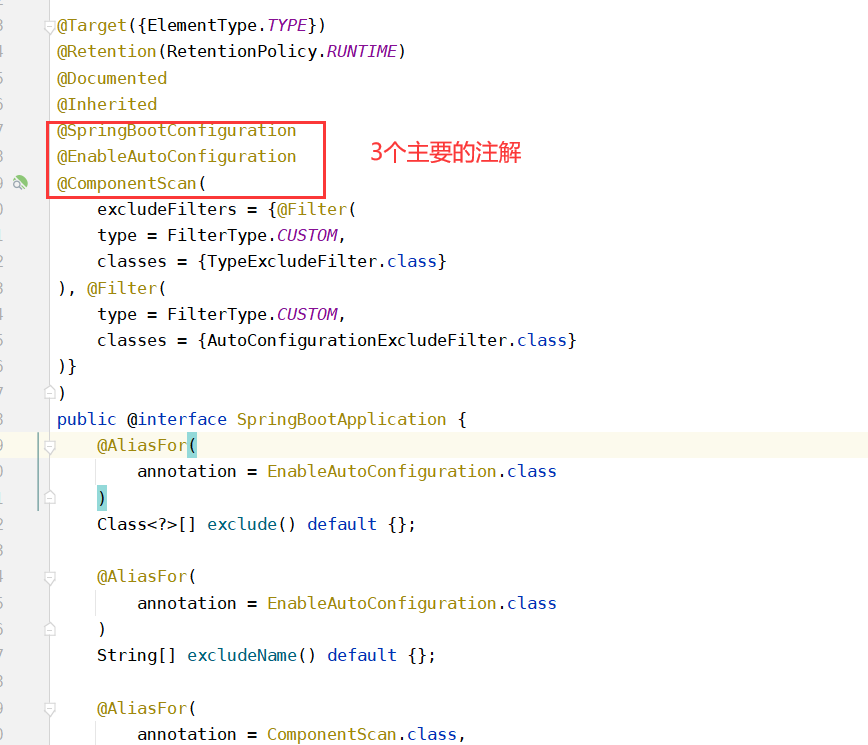 @Target({ElementType.TYPE})
@Retention(RetentionPolicy.RUNTIME)
@Documented
@Inherited
@SpringBootConfiguration
@EnableAutoConfiguration
3个主要的注解
@ComponentScan(
excludeFilters = {@Filter(
type = FilterType.CUSTOM,
classes = {TypeExcludeFilter.class}
), @Filter(
type = FilterType.CUSTOM,
classes = {AutoConfigurationExcludeFilter.class}
)}
)
public @interface SpringBootApplication {
@AliasFor(
annotation = EnableAutoConfiguration.class
)
Class<?>[] exclude() default {};
@AliasFor(
annotation = EnableAutoConfiguration.class
)
String[] excludeName() default {};
@AliasFor(
annotation = ComponentScan.class,